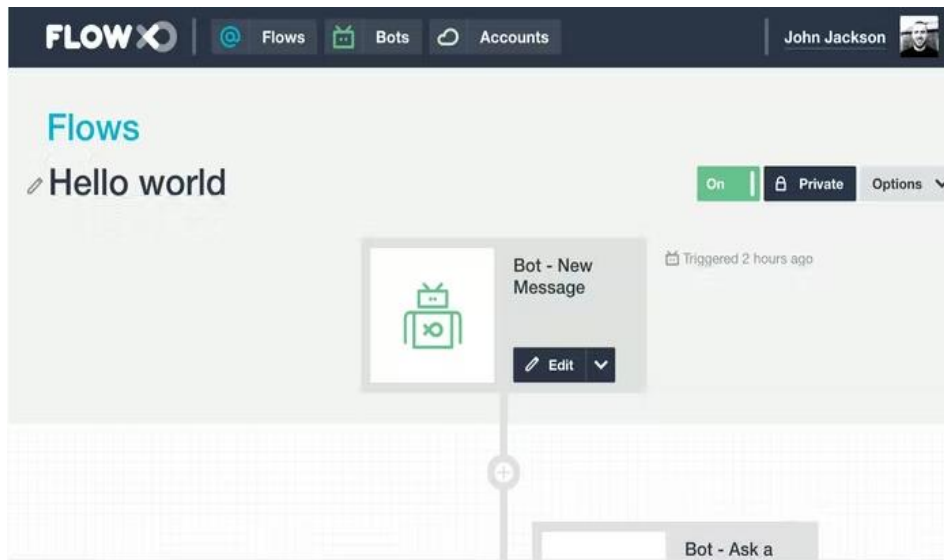 FLOW XO
Flows
Bots
Accounts
John Jackson
Flows
Hello world
On
Private
Options
Bot - New
Message
Triggered 2 hours ago
Edit
Bot - Ask a